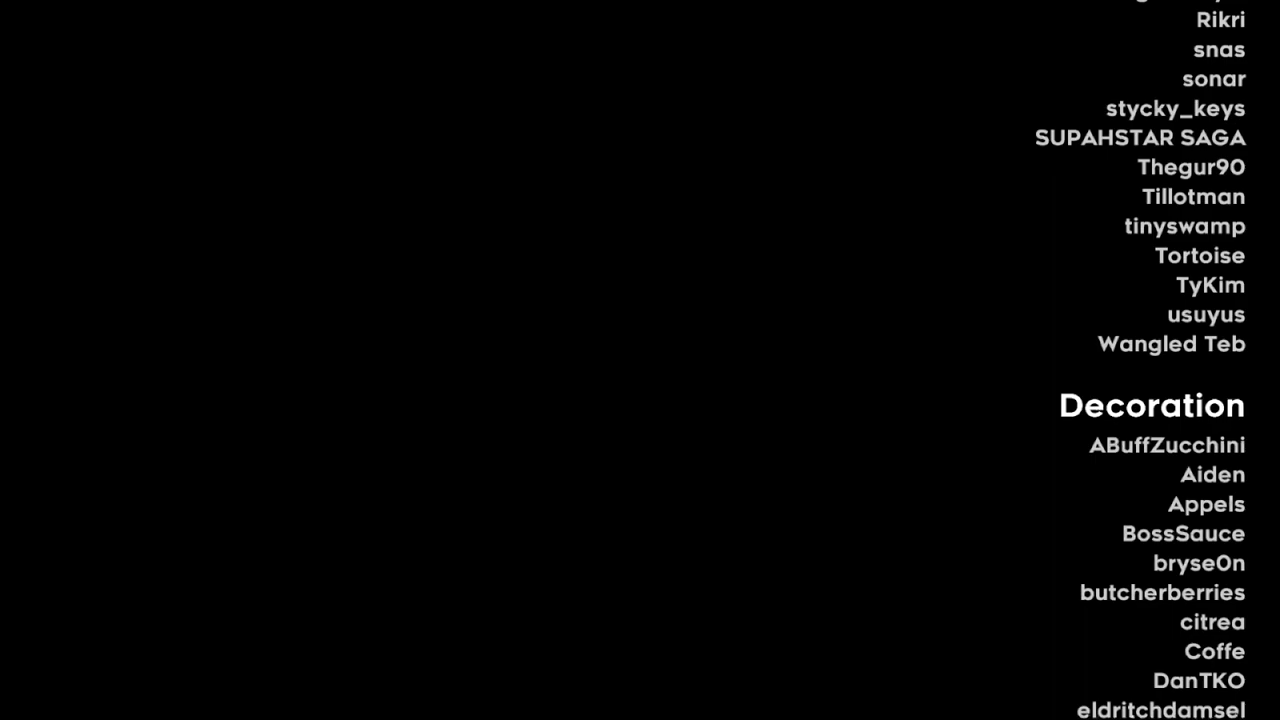 Rikri
snas
sonar
stycky_keys
SUPAHSTAR SAGA
Thegur90
Tillotman
tinyswamp
Tortoise
TyKim
usuyus
Wangled Teb
Decoration
ABuffZucchini
Aiden
Appels
BossSauce
bryse0n
butcherberries
citrea
Coffe
DanTKO
eldritchdamsel